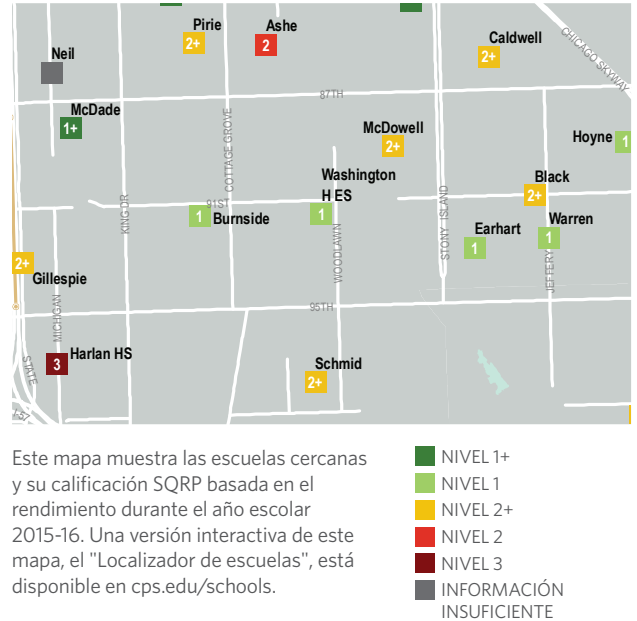 Pirie
2+
Ashe
2
Caldwell
2+
CHICAGO SKYWAY
Neil
87TH
McDade
1+
McDowell
2+
Hoyne
1
COTTAGE GROVE
KING DR
Washington
H ES
1
Black
2+
91ST
1
Burnside
WOODLAWN
STONY ISLAND
Earhart
1
Warren
1
JEFFERY
2+
Gillespie
MICHIGAN
95TH
Harlan HS
3
STATE
I-57
Schmid
2+
Este mapa muestra las escuelas cercanas
y su calificación SQRP basada en el
rendimiento durante el año escolar
2015-16. Una versión interactiva de este
mapa, el "Localizador de escuelas", está
disponible en cps.edu/schools.
NIVEL 1+
NIVEL 1
NIVEL 2+
NIVEL 2
NIVEL 3
INFORMACIÓN
INSUFICIENTE